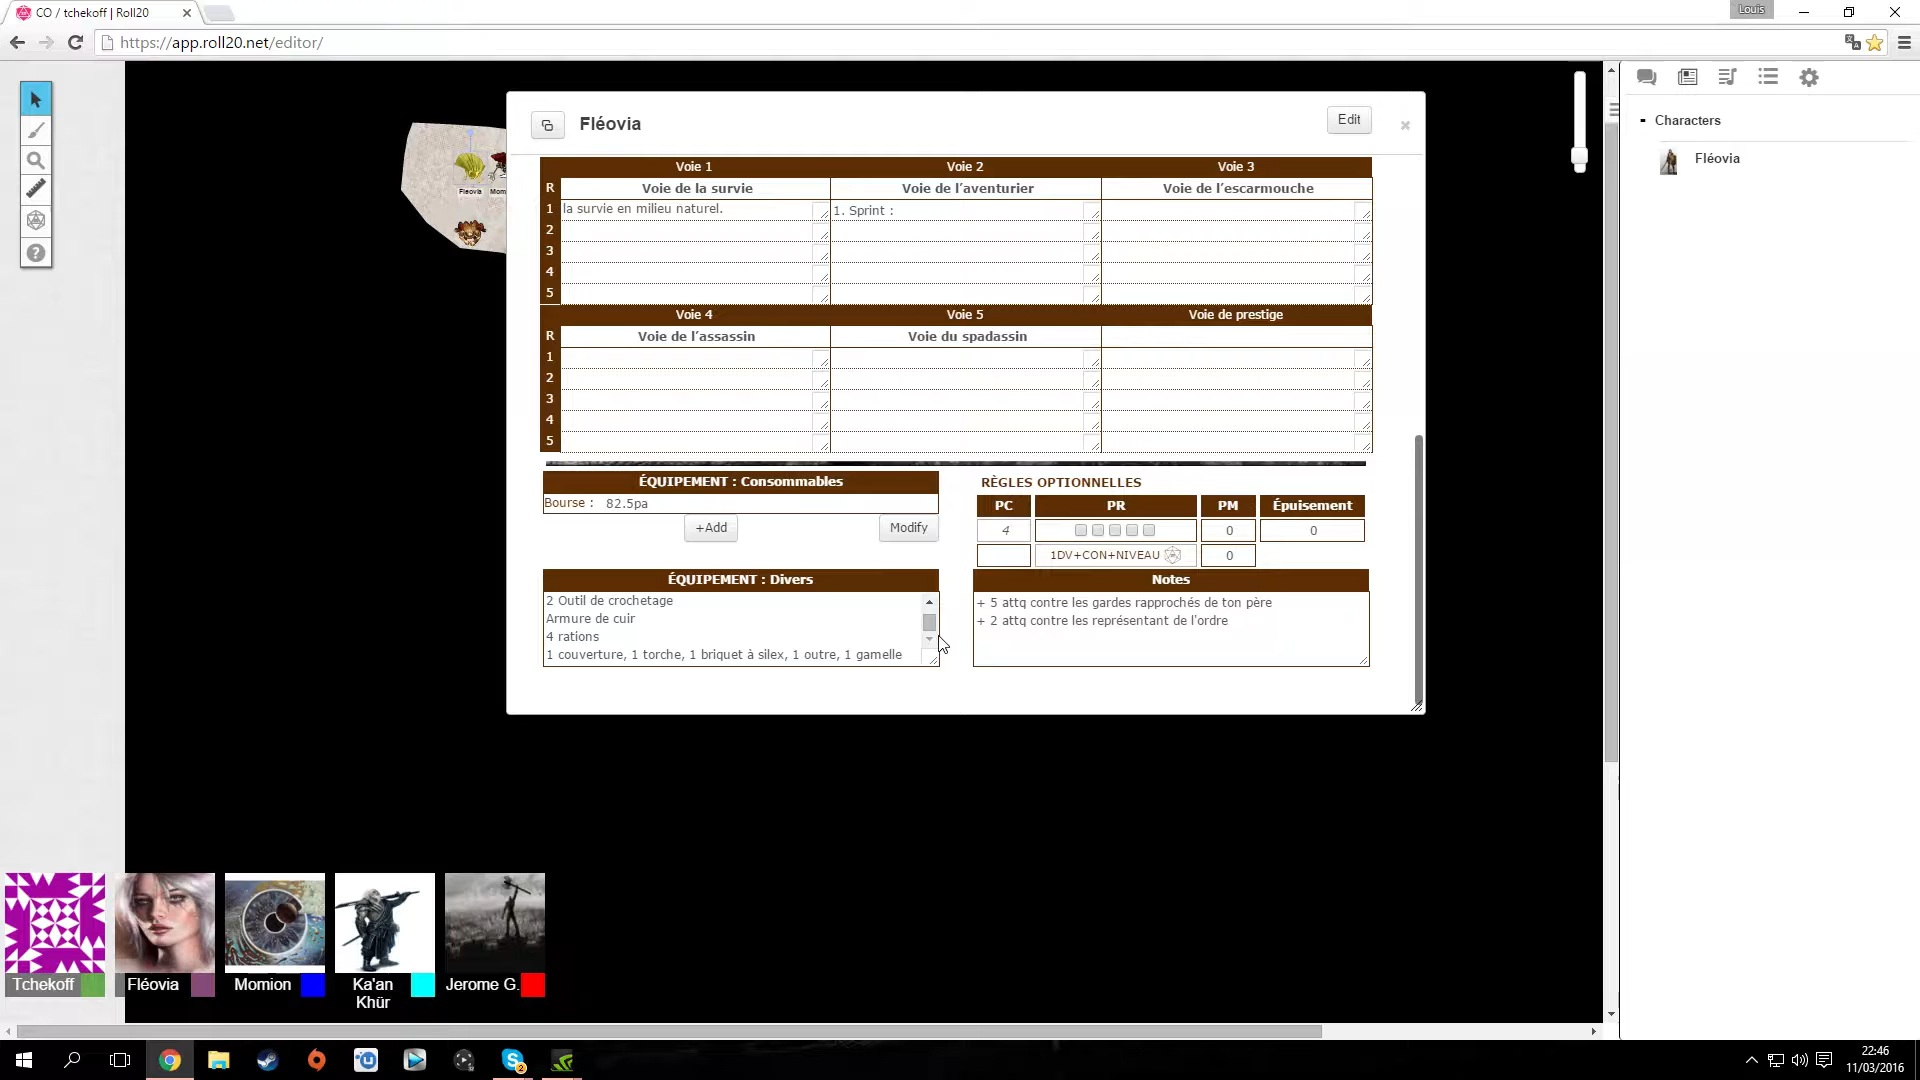 CO / tchekoff | Roll20
Louis
https://app.roll20.net/editor/
Fléovia
Edit
Characters
Fléovia
Voie 1 Voie 2 Voie 3
R Voie de la survie Voie de l’aventurier Voie de l’escarmouche
1 la survie en milieu naturel. 1. Sprint :
2
3
4
5
Voie 4 Voie 5 Voie de prestige
R Voie de l’assassin Voie du spadassin
1
2
3
4
5
ÉQUIPEMENT : Consommables
Bourse : 82.5pa
+Add Modify
RÈGLES OPTIONNELLES
PC PR PM Épuisement
4 0 0
1DV+CON+NIVEAU 0
ÉQUIPEMENT : Divers
2 Outil de crochetage
Armure de cuir
4 rations
1 couverture, 1 torche, 1 briquet à silex, 1 outre, 1 gamelle
Notes
+ 5 attq contre les gardes rapprochés de ton père
+ 2 attq contre les représentant de l'ordre
Fleovia
Tchekoff
Fléovia
Momion
Ka'an
Khür
Jerome G.
2
22:46
11/03/2016